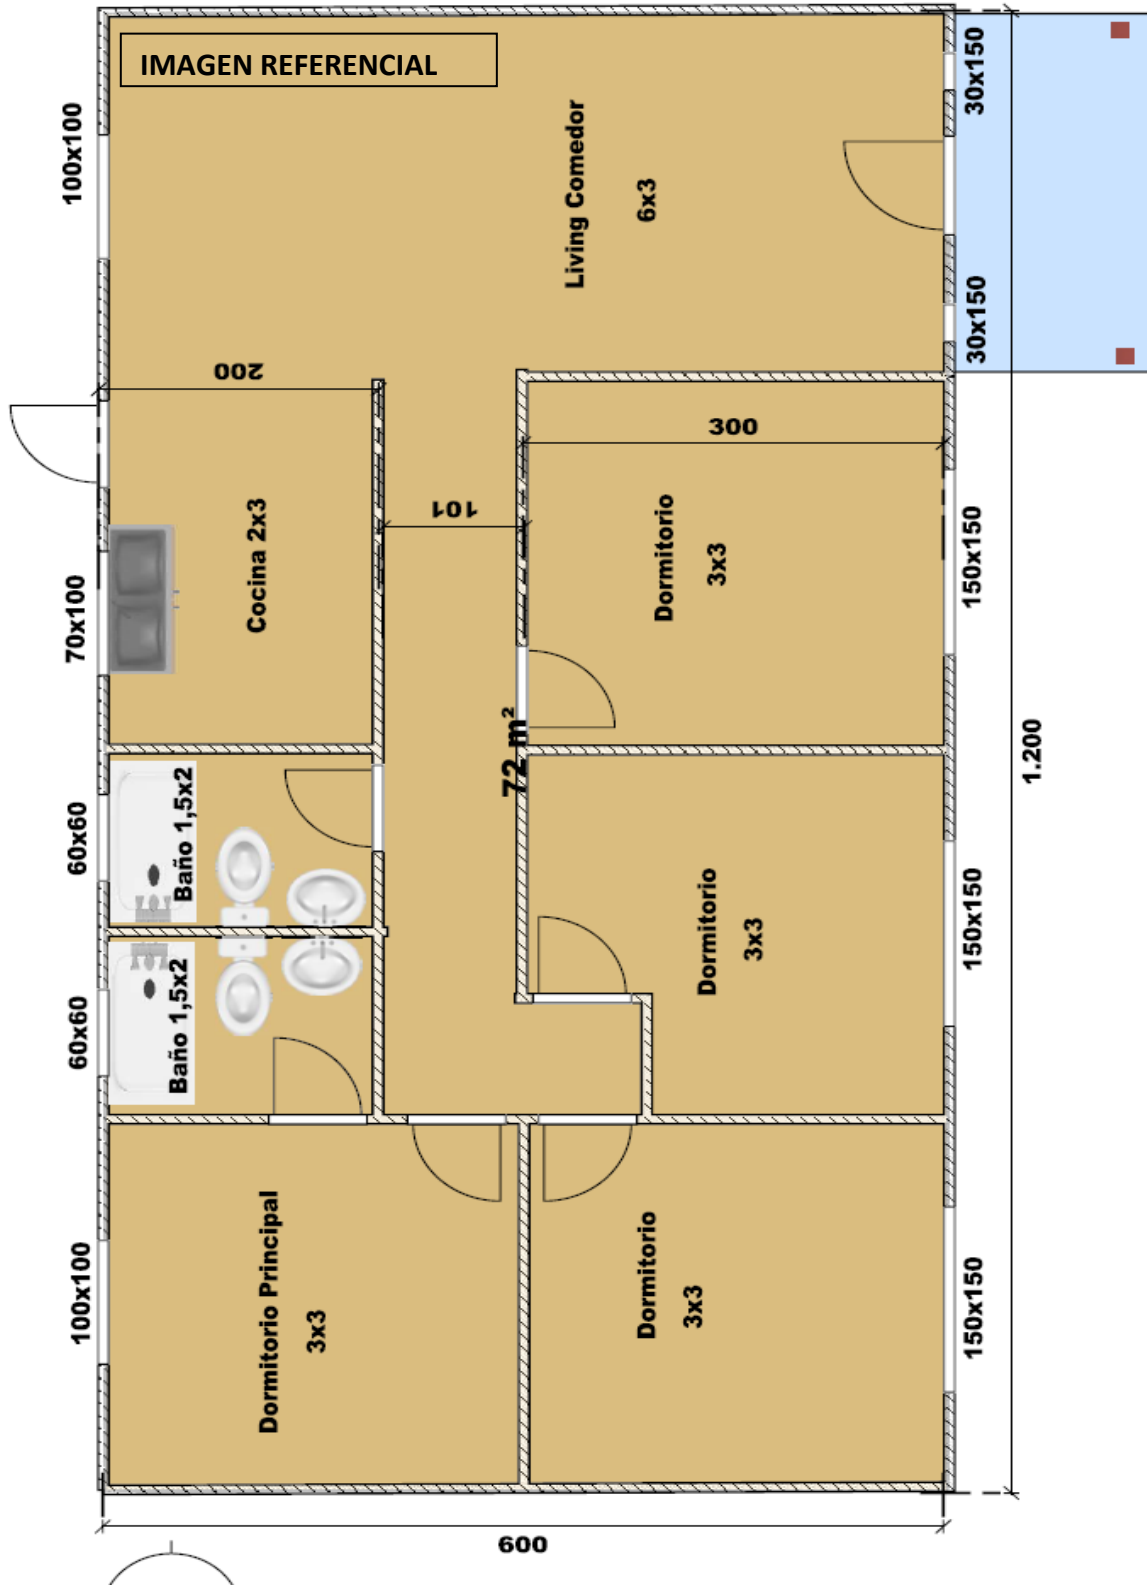 IMAGEN REFERENCIAL
100x100
30x150
Living Comedor
6x3
30x150
200
300
101
Cocina 2x3
Dormitorio
3x3
70x100
150x150
72 m²
1.200
60x60
Baño 1,5x2
Dormitorio
3x3
150x150
60x60
Baño 1,5x2
100x100
Dormitorio Principal
3x3
Dormitorio
3x3
150x150
600